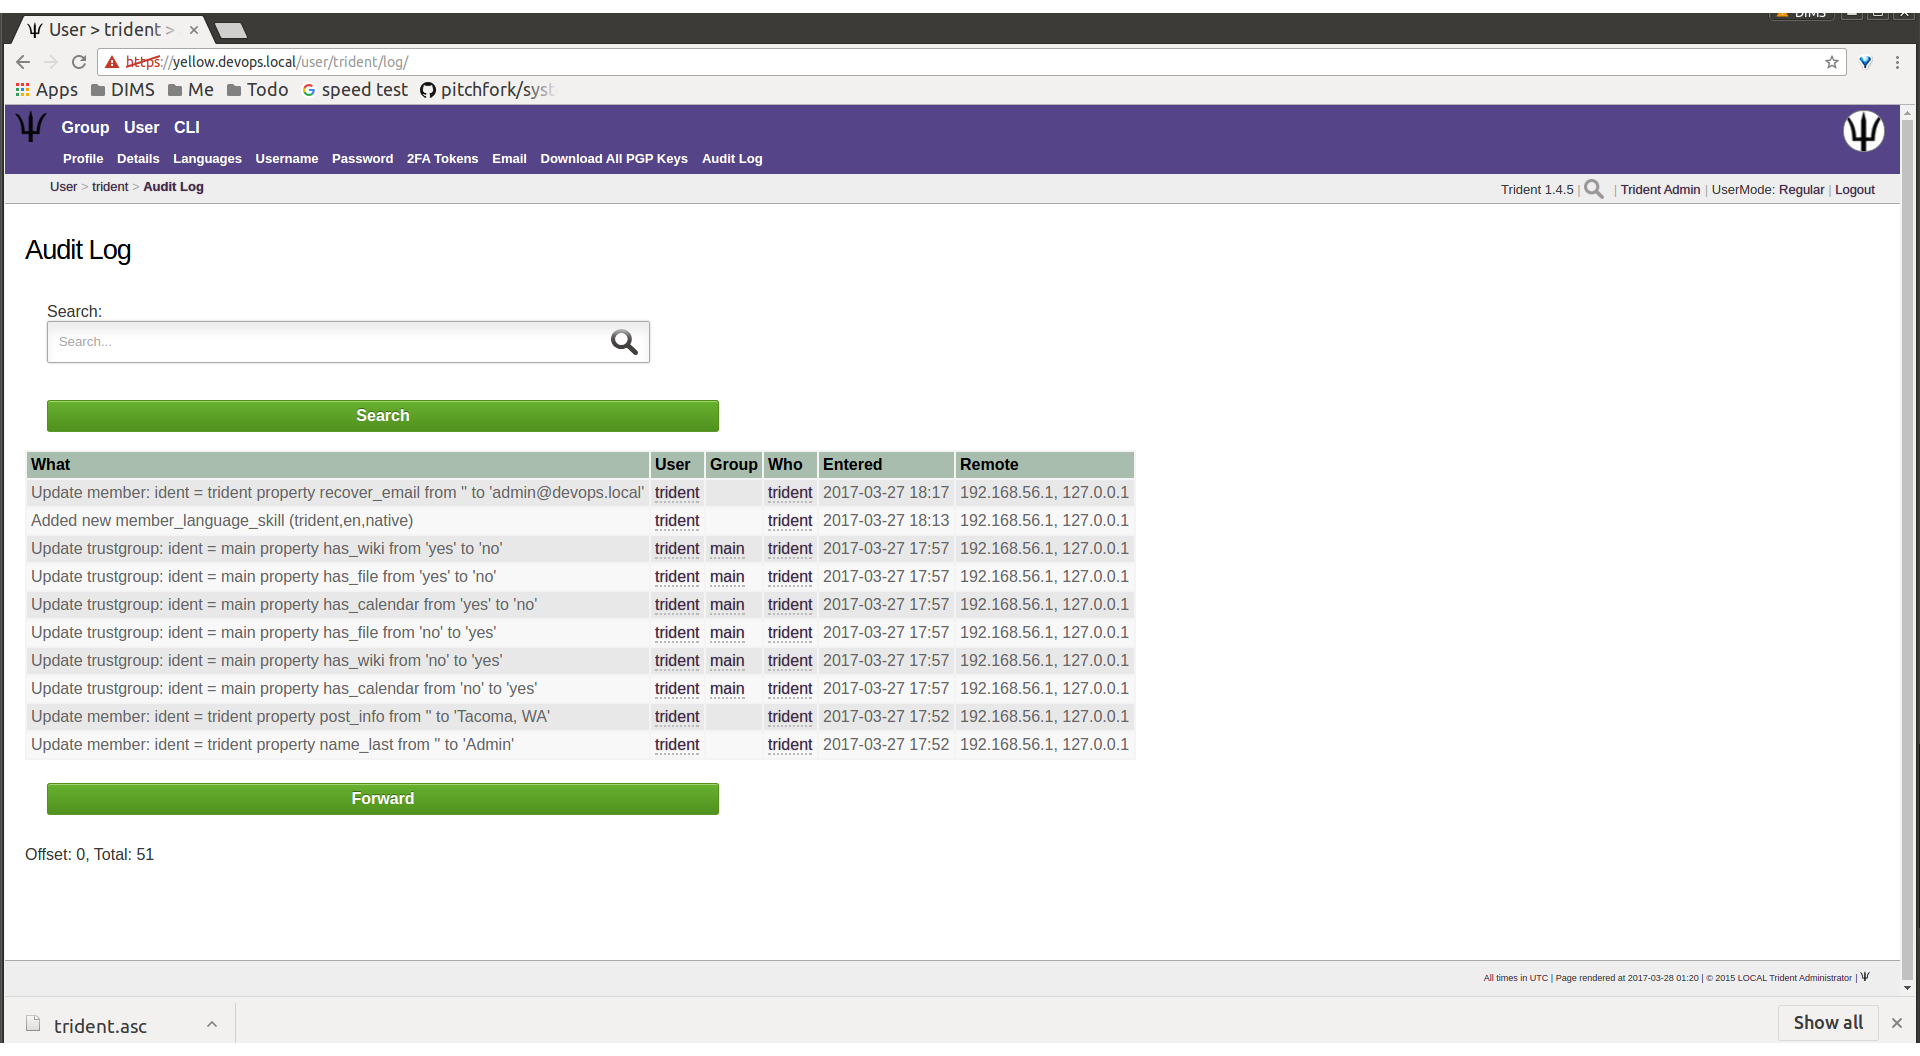 DIMS
User > trident >
https://yellow.devops.local/user/trident/log/
Apps DIMS Me Todo speed test pitchfork/syst
Group User CLI
Profile Details Languages Username Password 2FA Tokens Email Download All PGP Keys Audit Log
User > trident > Audit Log
Trident 1.4.5 | | Trident Admin | UserMode: Regular | Logout
Audit Log
Search:
Search...
Search
What User Group Who Entered Remote
Update member: ident = trident property recover_email from '' to 'admin@devops.local' trident trident 2017-03-27 18:17 192.168.56.1, 127.0.0.1
Added new member_language_skill (trident,en,native) trident trident 2017-03-27 18:13 192.168.56.1, 127.0.0.1
Update trustgroup: ident = main property has_wiki from 'yes' to 'no' trident main trident 2017-03-27 17:57 192.168.56.1, 127.0.0.1
Update trustgroup: ident = main property has_file from 'yes' to 'no' trident main trident 2017-03-27 17:57 192.168.56.1, 127.0.0.1
Update trustgroup: ident = main property has_calendar from 'yes' to 'no' trident main trident 2017-03-27 17:57 192.168.56.1, 127.0.0.1
Update trustgroup: ident = main property has_file from 'no' to 'yes' trident main trident 2017-03-27 17:57 192.168.56.1, 127.0.0.1
Update trustgroup: ident = main property has_wiki from 'no' to 'yes' trident main trident 2017-03-27 17:57 192.168.56.1, 127.0.0.1
Update trustgroup: ident = main property has_calendar from 'no' to 'yes' trident main trident 2017-03-27 17:57 192.168.56.1, 127.0.0.1
Update member: ident = trident property post_info from '' to 'Tacoma, WA' trident trident 2017-03-27 17:52 192.168.56.1, 127.0.0.1
Update member: ident = trident property name_last from '' to 'Admin' trident trident 2017-03-27 17:52 192.168.56.1, 127.0.0.1
Forward
Offset: 0, Total: 51
All times in UTC | Page rendered at 2017-03-28 01:20 | © 2015 LOCAL Trident Administrator |
trident.asc
Show all